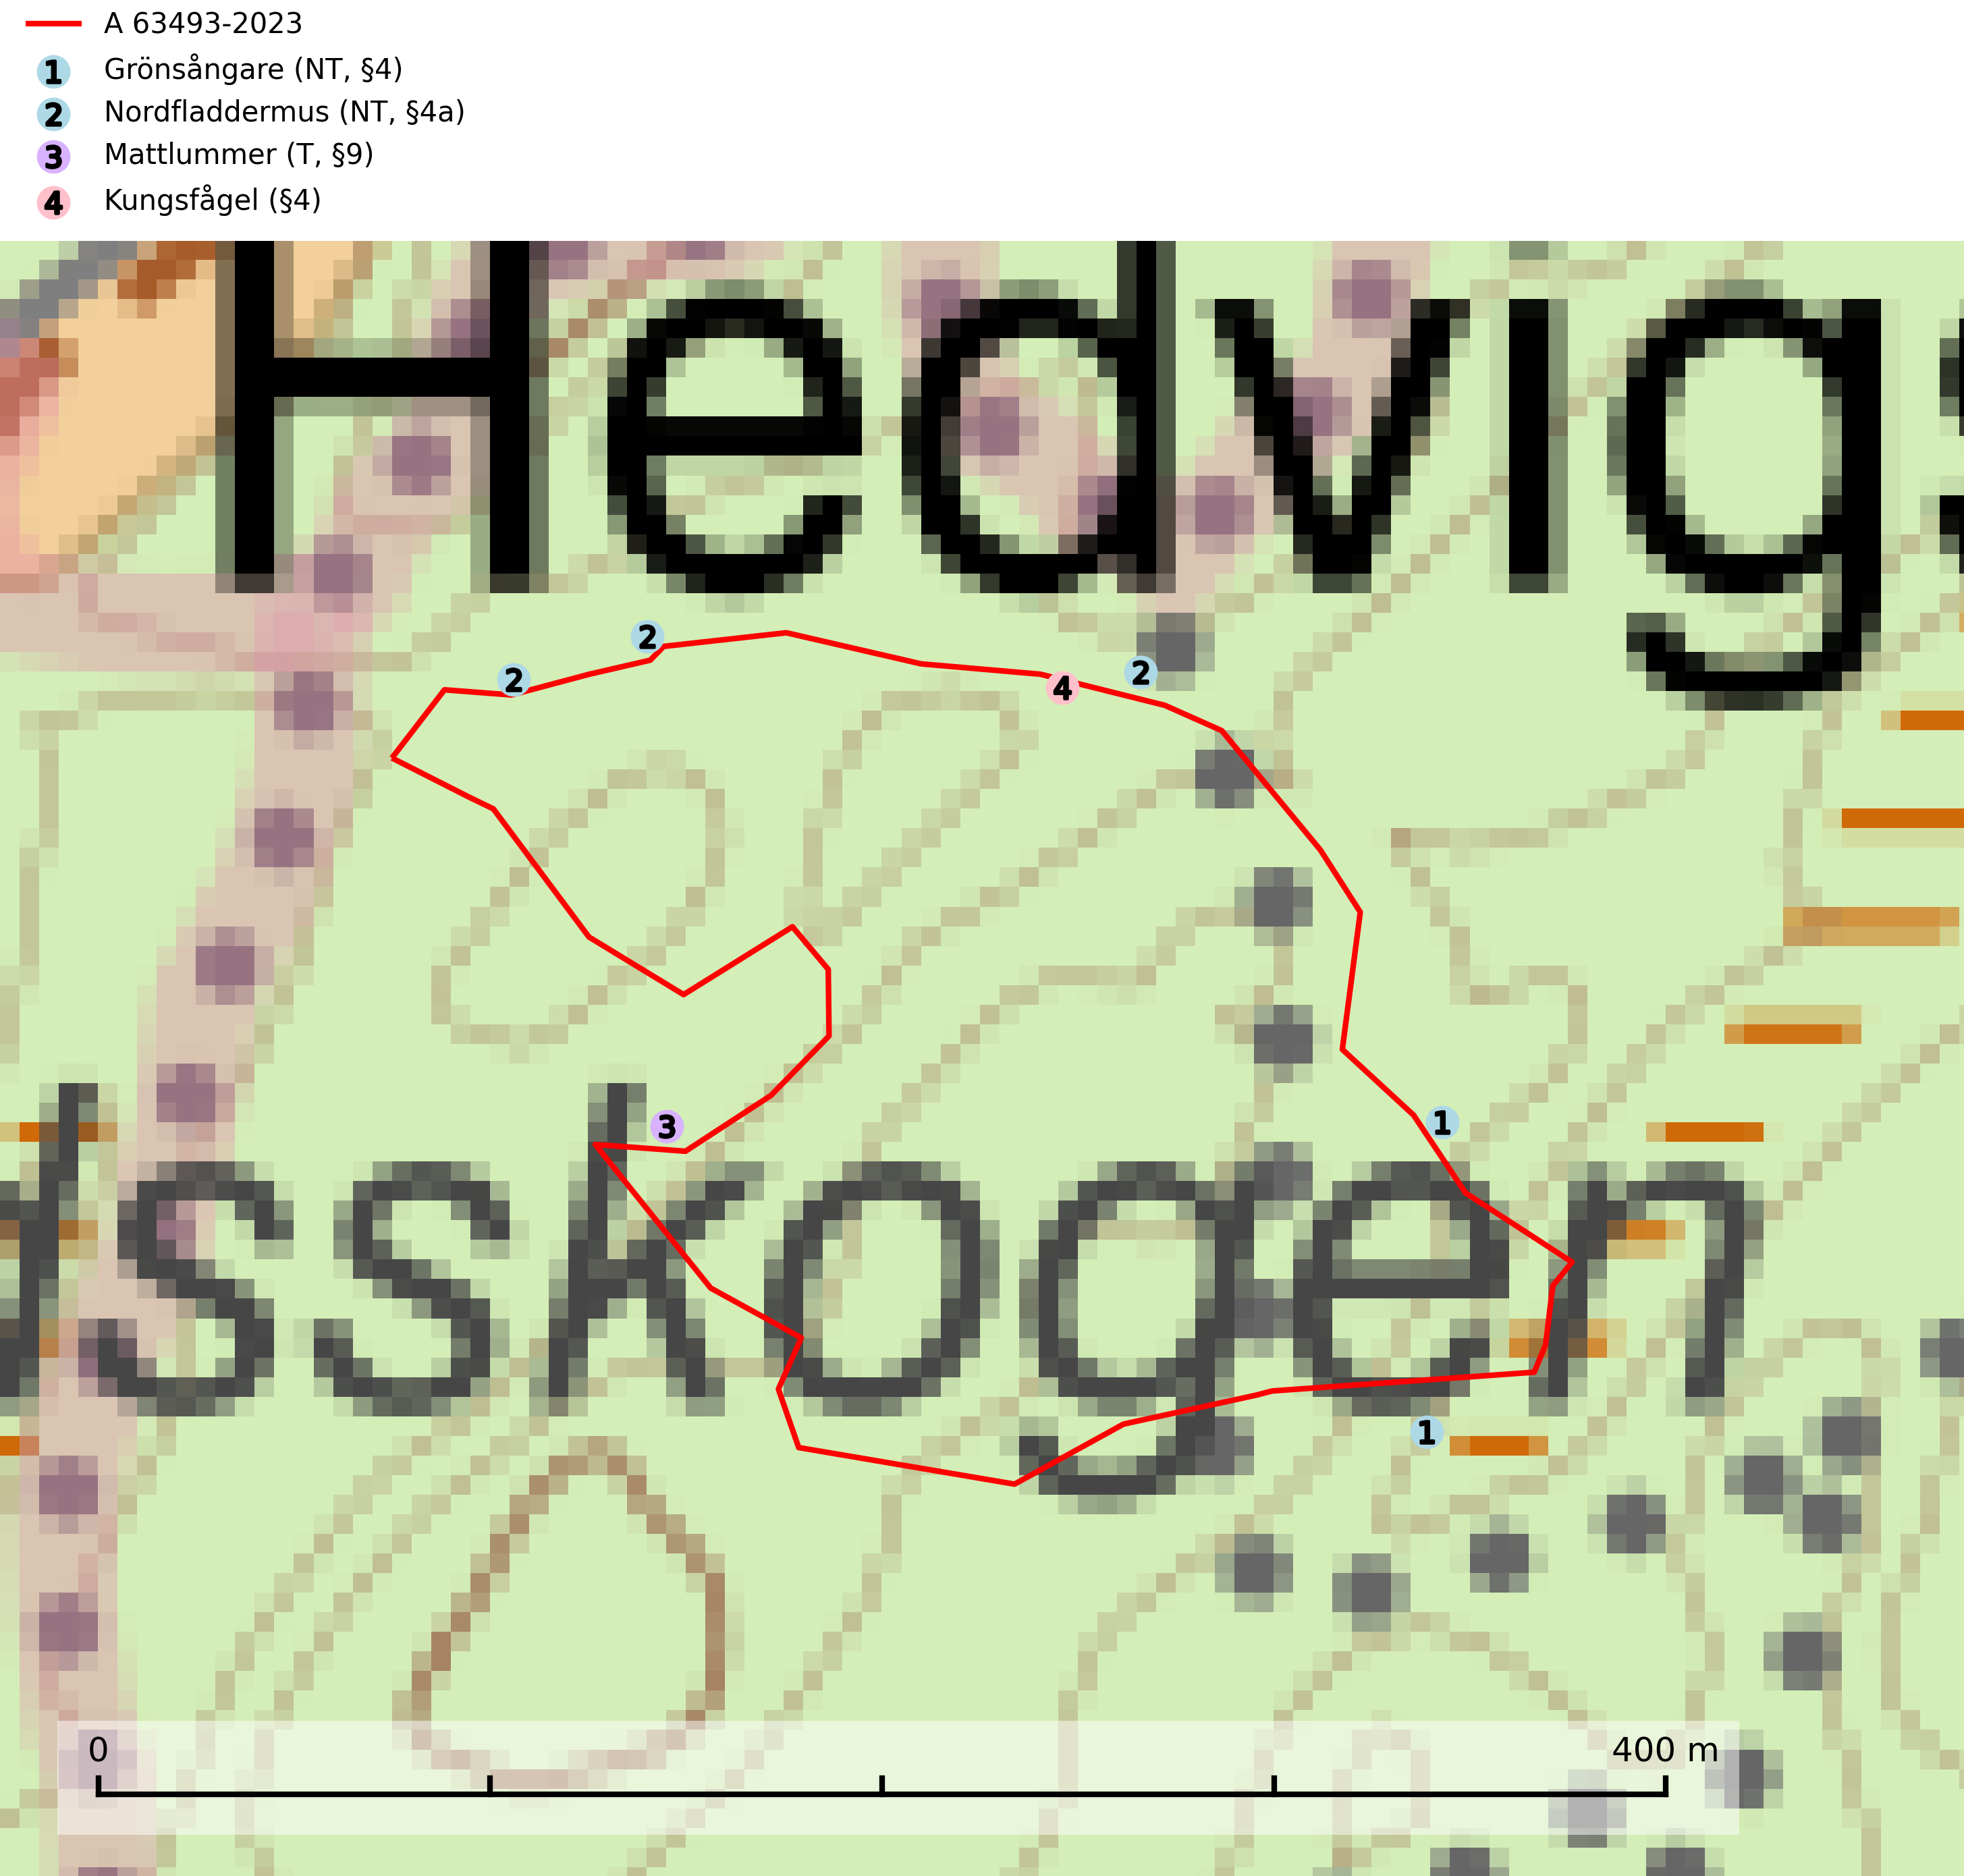 A 63493-2023
1 Grönsångare (NT, §4)
2 Nordfladdermus (NT, §4a)
3 Mattlummer (T, §9)
4 Kungsfågel (§4)
Hedvig
2
2
2
4
3
1
skogen
1
0 400 m